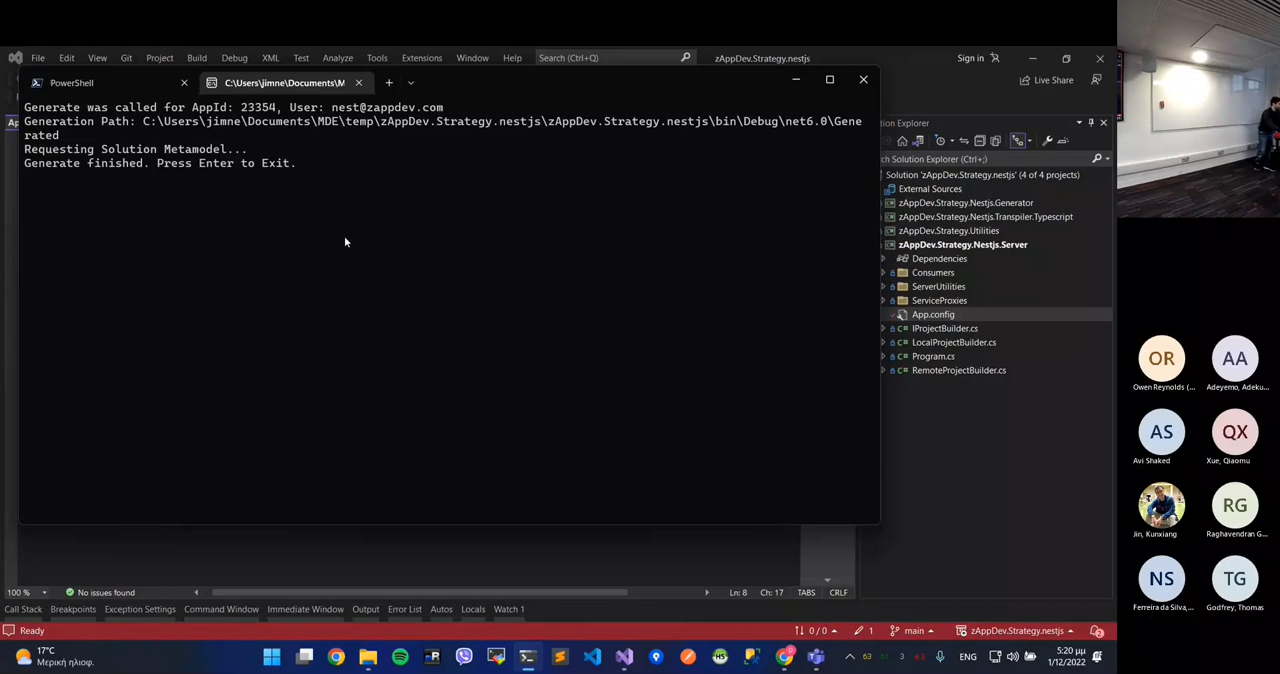 File Edit View Git Project Build Debug XML Test Analyze Tools Extensions Window Help Search (Ctrl+Q) zAppDev.Strategy.nestjs Sign in
Live Share
PowerShell C:\Users\jimne\Documents\M
Generate was called for AppId: 23354, User: nest@zappdev.com
Generation Path: C:\Users\jimne\Documents\MDE\temp\zAppDev.Strategy.nestjs\zAppDev.Strategy.nestjs\bin\Debug\net6.0\Gene
rated
Requesting Solution Metamodel...
Generate finished. Press Enter to Exit.
Ap
on Explorer
ch Solution Explorer (Ctrl+;)
Solution 'zAppDev.Strategy.nestjs' (4 of 4 projects)
External Sources
zAppDev.Strategy.Nestjs.Generator
zAppDev.Strategy.Nestjs.Transpiler.Typescript
zAppDev.Strategy.Utilities
zAppDev.Strategy.Nestjs.Server
Dependencies
Consumers
ServerUtilities
ServiceProxies
App.config
IProjectBuilder.cs
LocalProjectBuilder.cs
Program.cs
RemoteProjectBuilder.cs
100 % No issues found Ln: 8 Ch: 17 TABS CRLF
Call Stack Breakpoints Exception Settings Command Window Immediate Window Output Error List Autos Locals Watch 1
Ready 0 / 0 1 main zAppDev.Strategy.nestjs 2
17°C
Μερική ηλιοφ.
63 61 3 ENG 5:20 μμ
1/12/2022
OR AA
Owen Reynolds (... Adeyemo, Adeku...
AS QX
Avi Shaked Xue, Qiaomu
RG
Jin, Kunxiang Raghavendran G...
NS TG
Ferreira da Silva,... Godfrey, Thomas